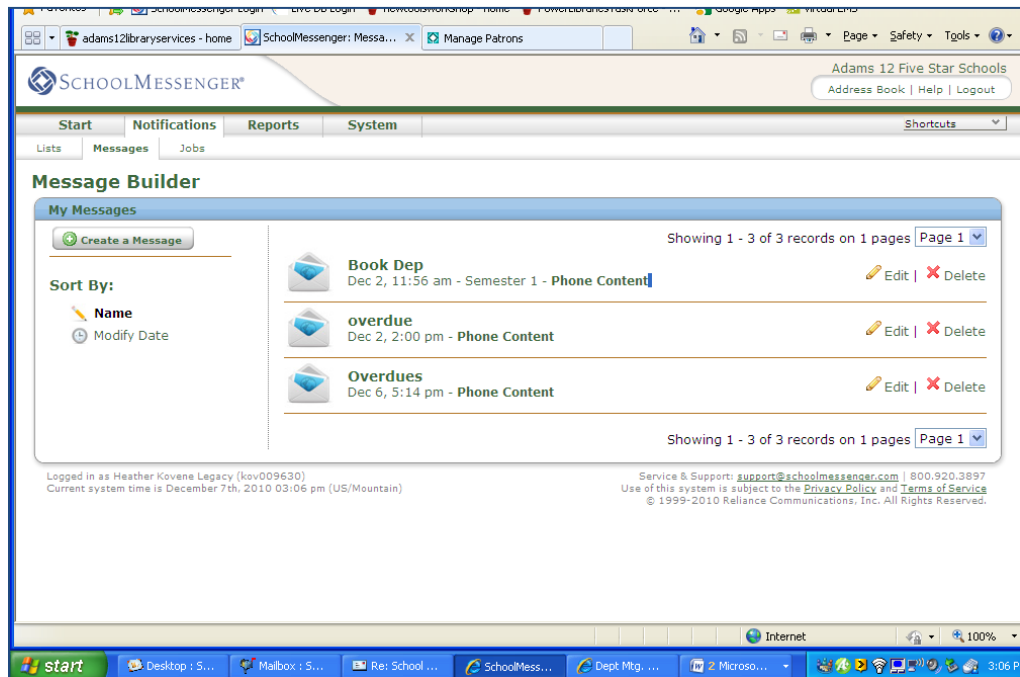 adams12libraryservices - home
SchoolMessenger: Messa... X
Manage Patrons
Page
Safety
Tools
SCHOOLMESSENGER®
Adams 12 Five Star Schools
Address Book | Help | Logout
Start Notifications Reports System
Shortcuts
Lists Messages Jobs
Message Builder
My Messages
Create a Message
Showing 1 - 3 of 3 records on 1 pages Page 1
Sort By:
Name
Modify Date
Book Dep
Dec 2, 11:56 am - Semester 1 - Phone Content
Edit | Delete
overdue
Dec 2, 2:00 pm - Phone Content
Edit | Delete
Overdues
Dec 6, 5:14 pm - Phone Content
Edit | Delete
Showing 1 - 3 of 3 records on 1 pages Page 1
Logged in as Heather Kovene Legacy (kov009630)
Current system time is December 7th, 2010 03:06 pm (US/Mountain)
Service & Support: support@schoolmessenger.com | 800.920.3897
Use of this system is subject to the Privacy Policy and Terms of Service
© 1999-2010 Reliance Communications, Inc. All Rights Reserved.
Internet
100%
start
Desktop : S...
Mailbox : S...
Re: School ...
SchoolMess...
Dept Mtg. ...
2 Microso...
3:06 P